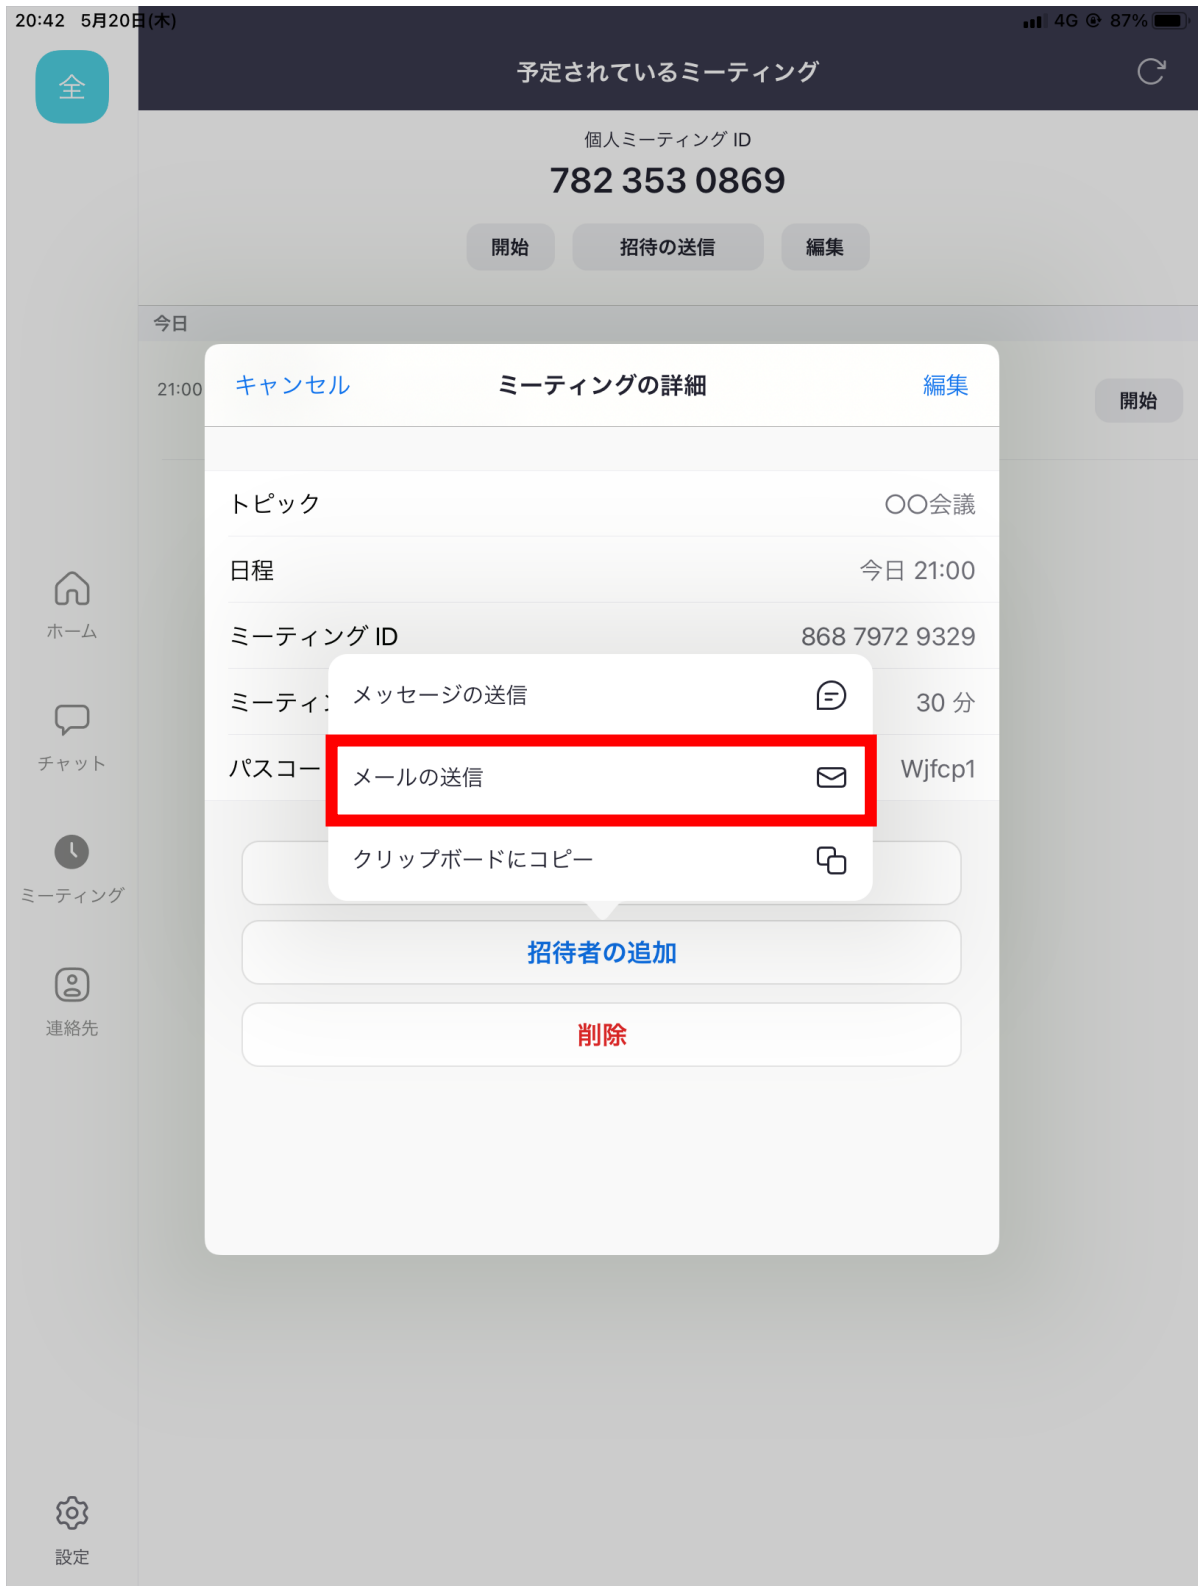 20:42 5月20日(木)
4G 87%
全
予定されているミーティング
個人ミーティング ID
782 353 0869
開始 招待の送信 編集
今日
21:00
開始
キャンセル ミーティングの詳細 編集
トピック 〇〇会議
日程 今日 21:00
ミーティング ID 868 7972 9329
ミーティ 30 分
パスコー Wjfcp1
メッセージの送信
メールの送信
クリップボードにコピー
招待者の追加
削除
ホーム
チャット
ミーティング
連絡先
設定